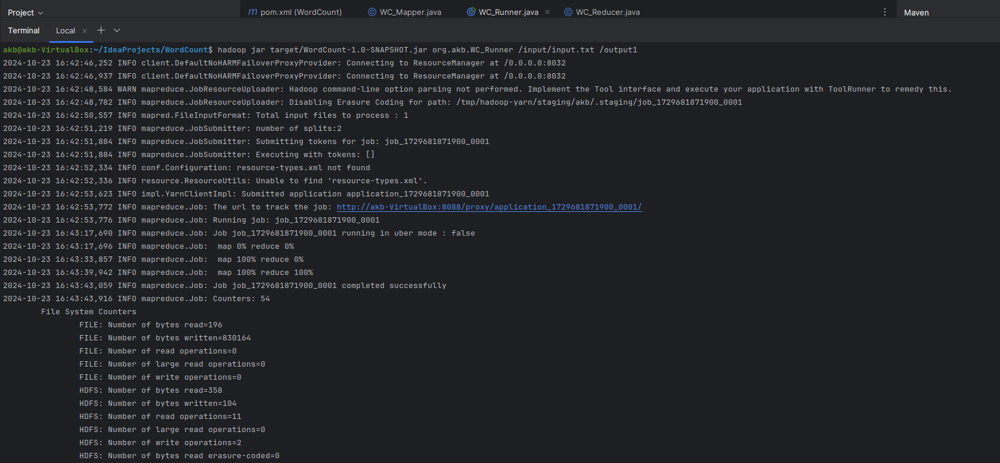 Project
pom.xml (WordCount) WC_Mapper.java WC_Runner.java WC_Reducer.java
Maven
Terminal Local
akb@akb-VirtualBox:~/IdeaProjects/WordCount$ hadoop jar target/WordCount-1.0-SNAPSHOT.jar org.akb.WC_Runner /input/input.txt /output1
2024-10-23 16:42:46,252 INFO client.DefaultNoHARMFailoverProxyProvider: Connecting to ResourceManager at /0.0.0.0:8032
2024-10-23 16:42:46,937 INFO client.DefaultNoHARMFailoverProxyProvider: Connecting to ResourceManager at /0.0.0.0:8032
2024-10-23 16:42:48,584 WARN mapreduce.JobResourceUploader: Hadoop command-line option parsing not performed. Implement the Tool interface and execute your application with ToolRunner to remedy this.
2024-10-23 16:42:48,782 INFO mapreduce.JobResourceUploader: Disabling Erasure Coding for path: /tmp/hadoop-yarn/staging/akb/.staging/job_1729681871900_0001
2024-10-23 16:42:50,557 INFO mapred.FileInputFormat: Total input files to process : 1
2024-10-23 16:42:51,219 INFO mapreduce.JobSubmitter: number of splits:2
2024-10-23 16:42:51,884 INFO mapreduce.JobSubmitter: Submitting tokens for job: job_1729681871900_0001
2024-10-23 16:42:51,884 INFO mapreduce.JobSubmitter: Executing with tokens: []
2024-10-23 16:42:52,334 INFO conf.Configuration: resource-types.xml not found
2024-10-23 16:42:52,336 INFO resource.ResourceUtils: Unable to find 'resource-types.xml'.
2024-10-23 16:42:53,623 INFO impl.YarnClientImpl: Submitted application application_1729681871900_0001
2024-10-23 16:42:53,772 INFO mapreduce.Job: The url to track the job: http://akb-VirtualBox:8088/proxy/application_1729681871900_0001/
2024-10-23 16:42:53,776 INFO mapreduce.Job: Running job: job_1729681871900_0001
2024-10-23 16:43:17,690 INFO mapreduce.Job: Job job_1729681871900_0001 running in uber mode : false
2024-10-23 16:43:17,696 INFO mapreduce.Job:  map 0% reduce 0%
2024-10-23 16:43:33,857 INFO mapreduce.Job:  map 100% reduce 0%
2024-10-23 16:43:39,942 INFO mapreduce.Job:  map 100% reduce 100%
2024-10-23 16:43:43,059 INFO mapreduce.Job: Job job_1729681871900_0001 completed successfully
2024-10-23 16:43:43,916 INFO mapreduce.Job: Counters: 54
File System Counters
FILE: Number of bytes read=196
FILE: Number of bytes written=830164
FILE: Number of read operations=0
FILE: Number of large read operations=0
FILE: Number of write operations=0
HDFS: Number of bytes read=358
HDFS: Number of bytes written=104
HDFS: Number of read operations=11
HDFS: Number of large read operations=0
HDFS: Number of write operations=2
HDFS: Number of bytes read erasure-coded=0